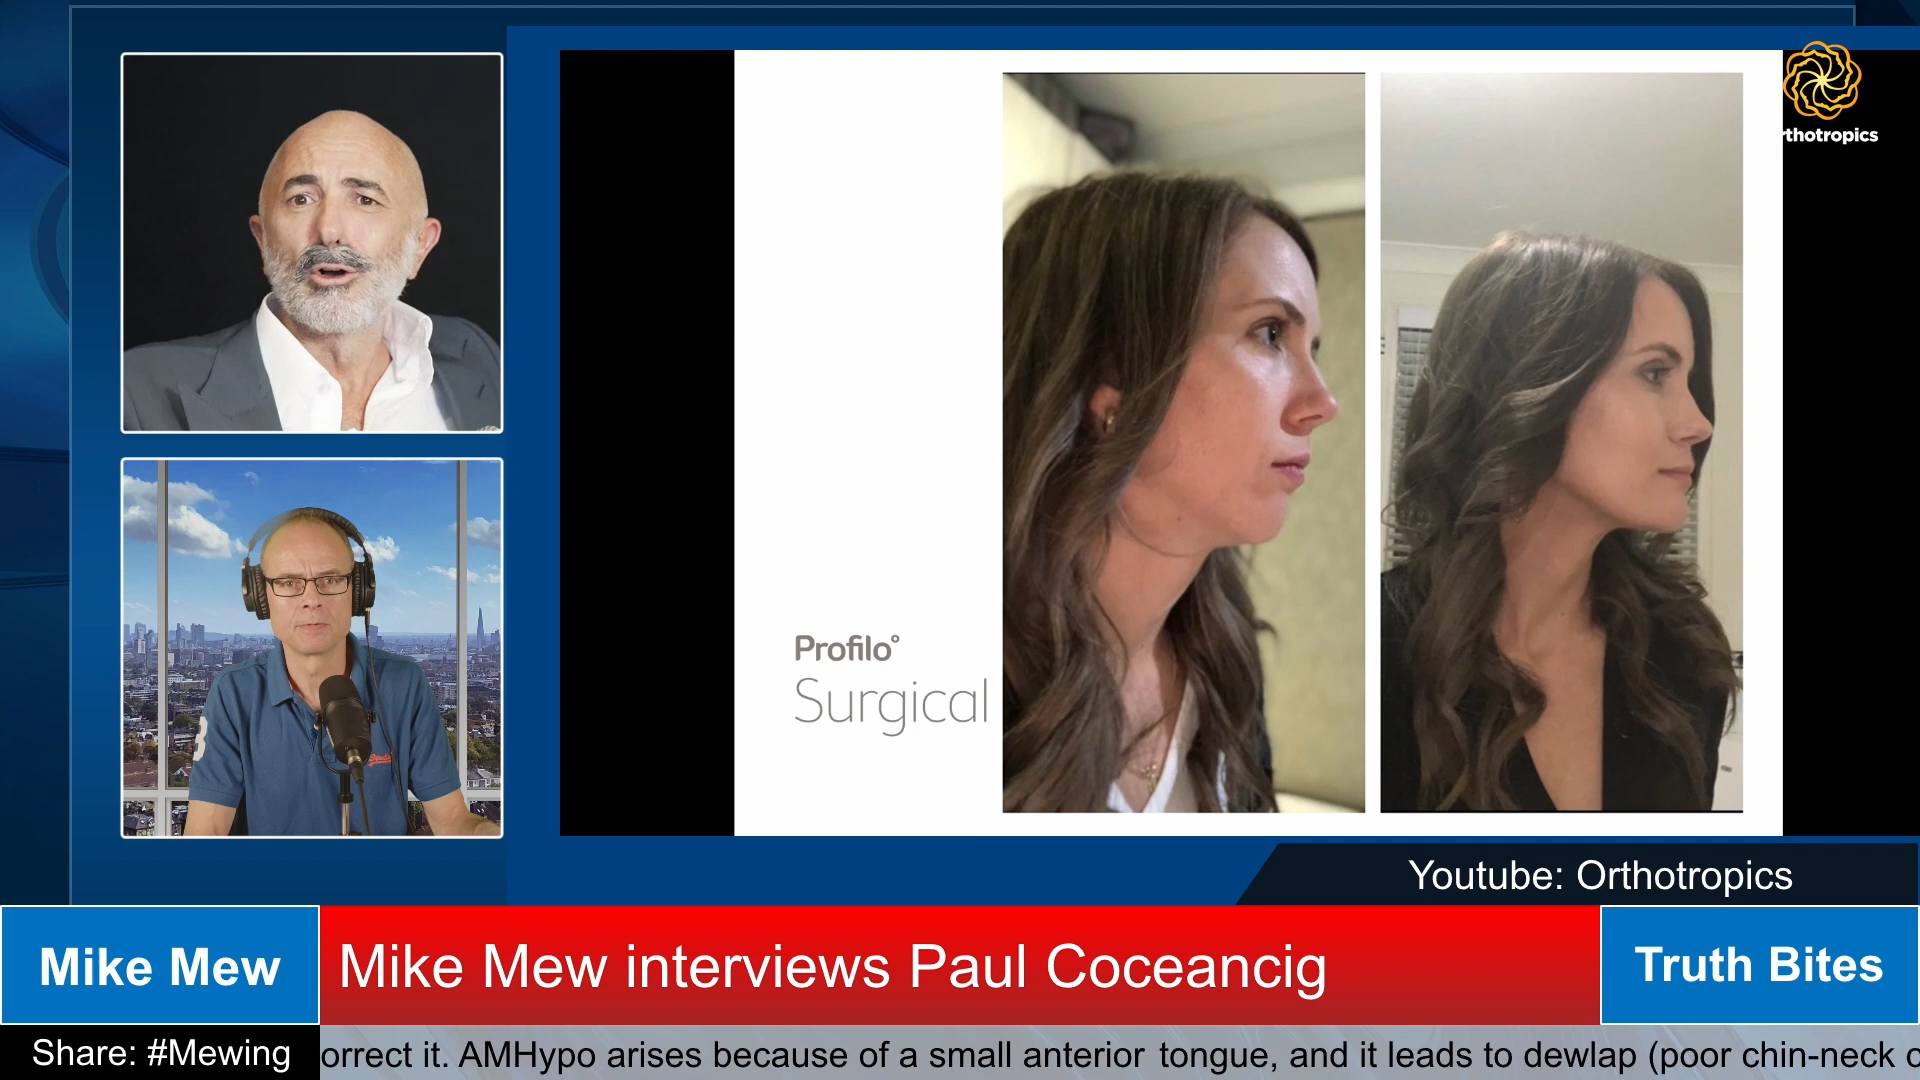 rthotropics
Profilo°
Surgical
Youtube: Orthotropics
Mike Mew
Mike Mew interviews Paul Coceancig
Truth Bites
Share: #Mewing
orrect it. AMHypo arises because of a small anterior tongue, and it leads to dewlap (poor chin-neck c